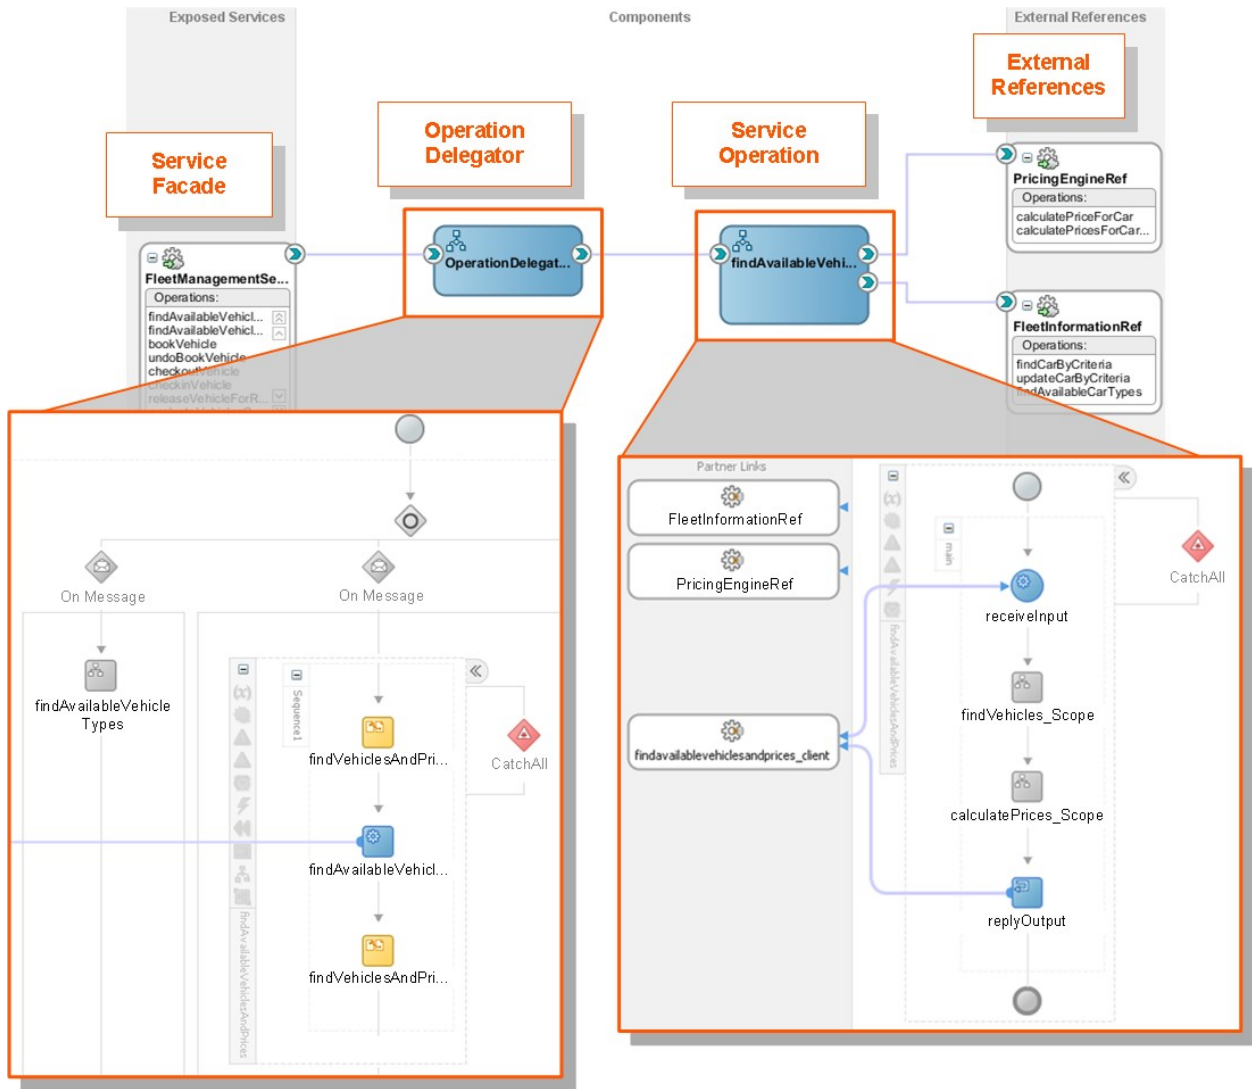 Exposed Services
Components
External References
Service
Facade
Operation
Delegator
Service
Operation
External
References
FleetManagementSe...
Operations:
findAvailableVehicl...
findAvailableVehicl...
bookVehicle
undoBookVehicle
checkoutVehicle
checkinVehicle
releaseVehicleForR...
OperationDelegat...
findAvailableVehi...
PricingEngineRef
Operations:
calculatePriceForCar
calculatePricesForCar...
FleetInformationRef
Operations:
findCarByCriteria
updateCarByCriteria
findAvailableCarTypes
On Message
On Message
findAvailableVehicle
Types
Sequence1
findVehiclesAndPri...
CatchAll
findAvailableVehicl...
findVehiclesAndPri...
findAvailableVehiclesAndPrices
Partner Links
FleetInformationRef
PricingEngineRef
findavailablevehiclesandprices_client
main
findAvailableVehiclesAndPrices
receiveInput
findVehicles_Scope
calculatePrices_Scope
replyOutput
CatchAll